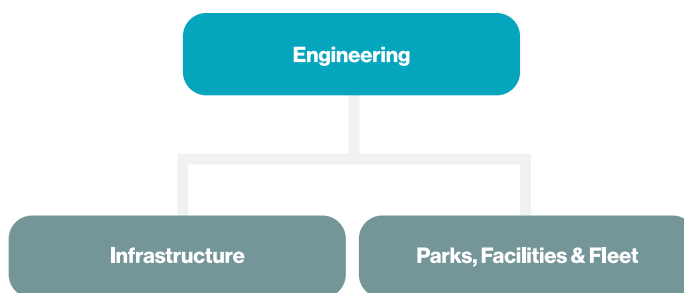 Engineering
Infrastructure
Parks, Facilities & Fleet